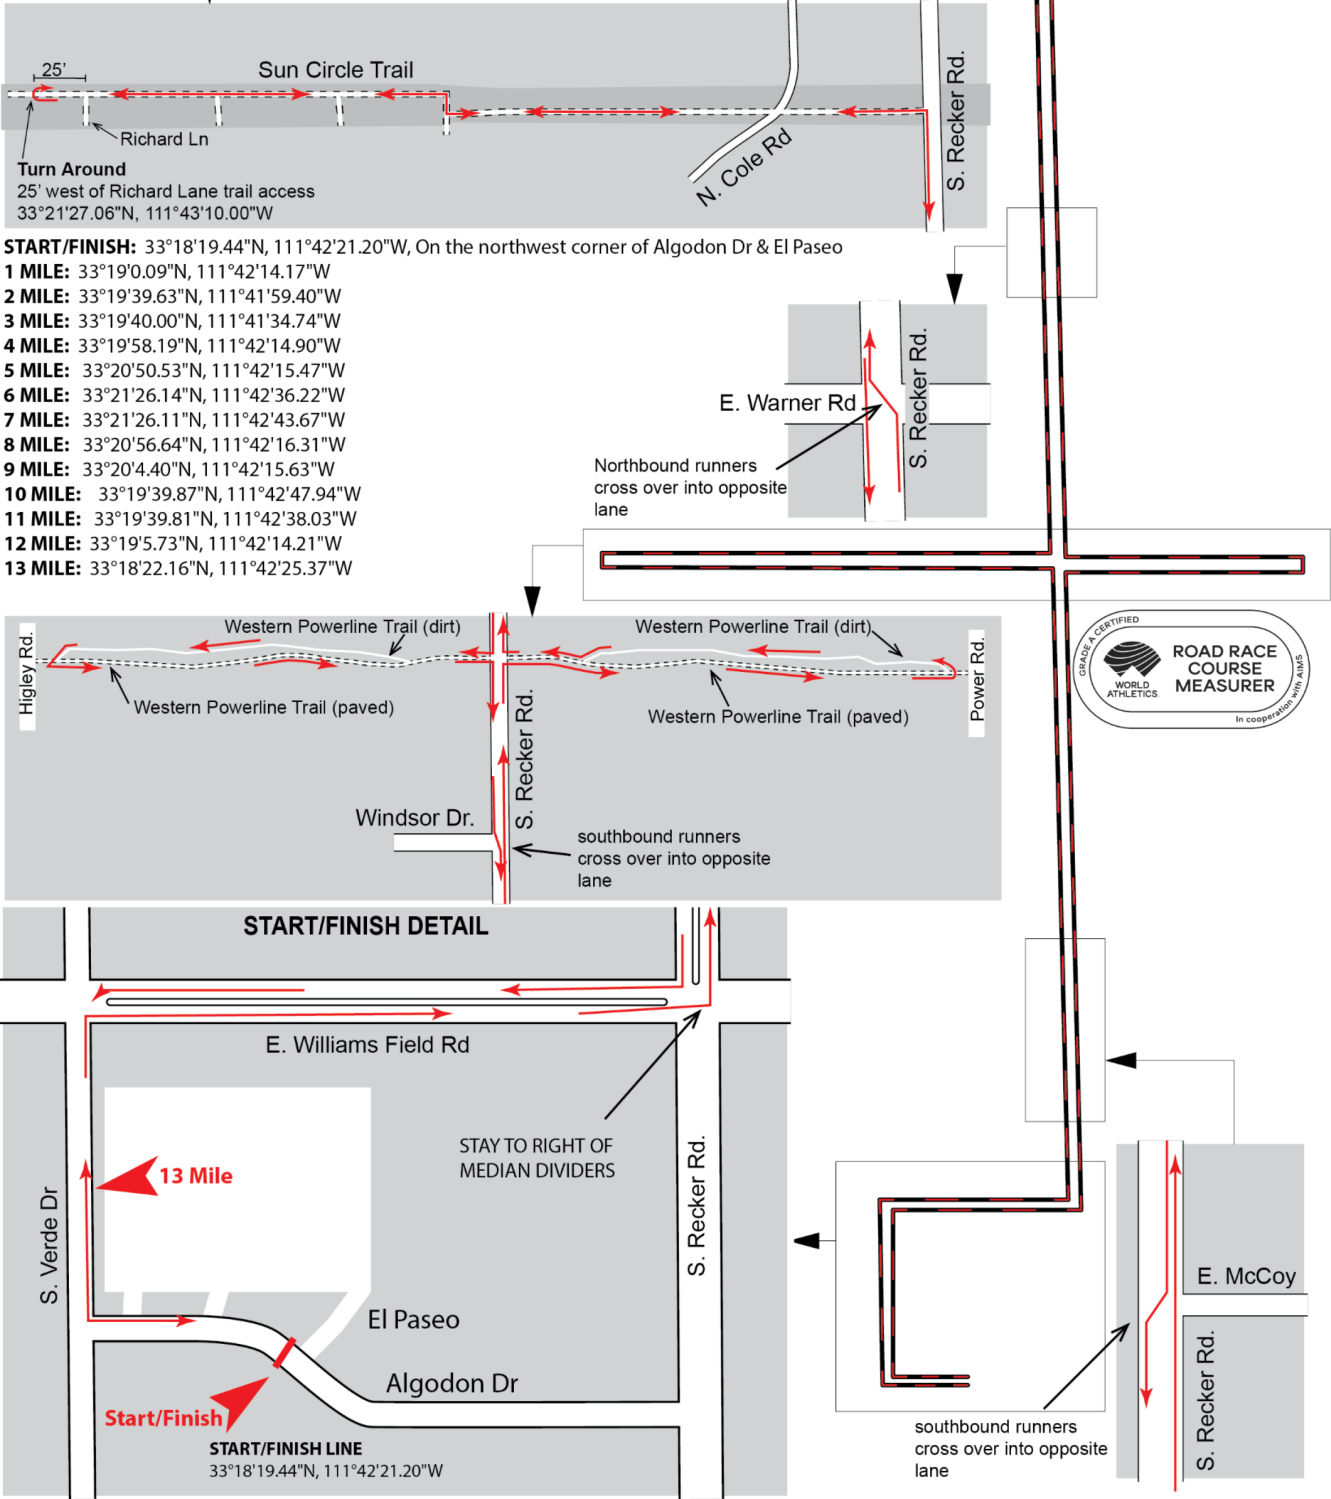 25'
Sun Circle Trail
Richard Ln
N. Cole Rd
S. Recker Rd.
Turn Around
25' west of Richard Lane trail access
33°21'27.06"N, 111°43'10.00"W
START/FINISH: 33°18'19.44"N, 111°42'21.20"W, On the northwest corner of Algodon Dr & El Paseo
1 MILE: 33°19'0.09"N, 111°42'14.17"W
2 MILE: 33°19'39.63"N, 111°41'59.40"W
3 MILE: 33°19'40.00"N, 111°41'34.74"W
4 MILE: 33°19'58.19"N, 111°42'14.90"W
5 MILE: 33°20'50.53"N, 111°42'15.47"W
6 MILE: 33°21'26.14"N, 111°42'36.22"W
7 MILE: 33°21'26.11"N, 111°42'43.67"W
8 MILE: 33°20'56.64"N, 111°42'16.31"W
9 MILE: 33°20'4.40"N, 111°42'15.63"W
10 MILE: 33°19'39.87"N, 111°42'47.94"W
11 MILE: 33°19'39.81"N, 111°42'38.03"W
12 MILE: 33°19'5.73"N, 111°42'14.21"W
13 MILE: 33°18'22.16"N, 111°42'25.37"W
E. Warner Rd
S. Recker Rd.
Northbound runners
cross over into opposite
lane
Higley Rd.
Western Powerline Trail (dirt)
Western Powerline Trail (paved)
Western Powerline Trail (dirt)
Western Powerline Trail (paved)
Power Rd.
S. Recker Rd.
Windsor Dr.
southbound runners
cross over into opposite
lane
GRADE A CERTIFIED
WORLD
ATHLETICS
ROAD RACE
COURSE
MEASURER
In cooperation with AIMS
START/FINISH DETAIL
E. Williams Field Rd
STAY TO RIGHT OF
MEDIAN DIVIDERS
13 Mile
S. Verde Dr
S. Recker Rd.
El Paseo
Algodon Dr
Start/Finish
START/FINISH LINE
33°18'19.44"N, 111°42'21.20"W
E. McCoy
S. Recker Rd.
southbound runners
cross over into opposite
lane